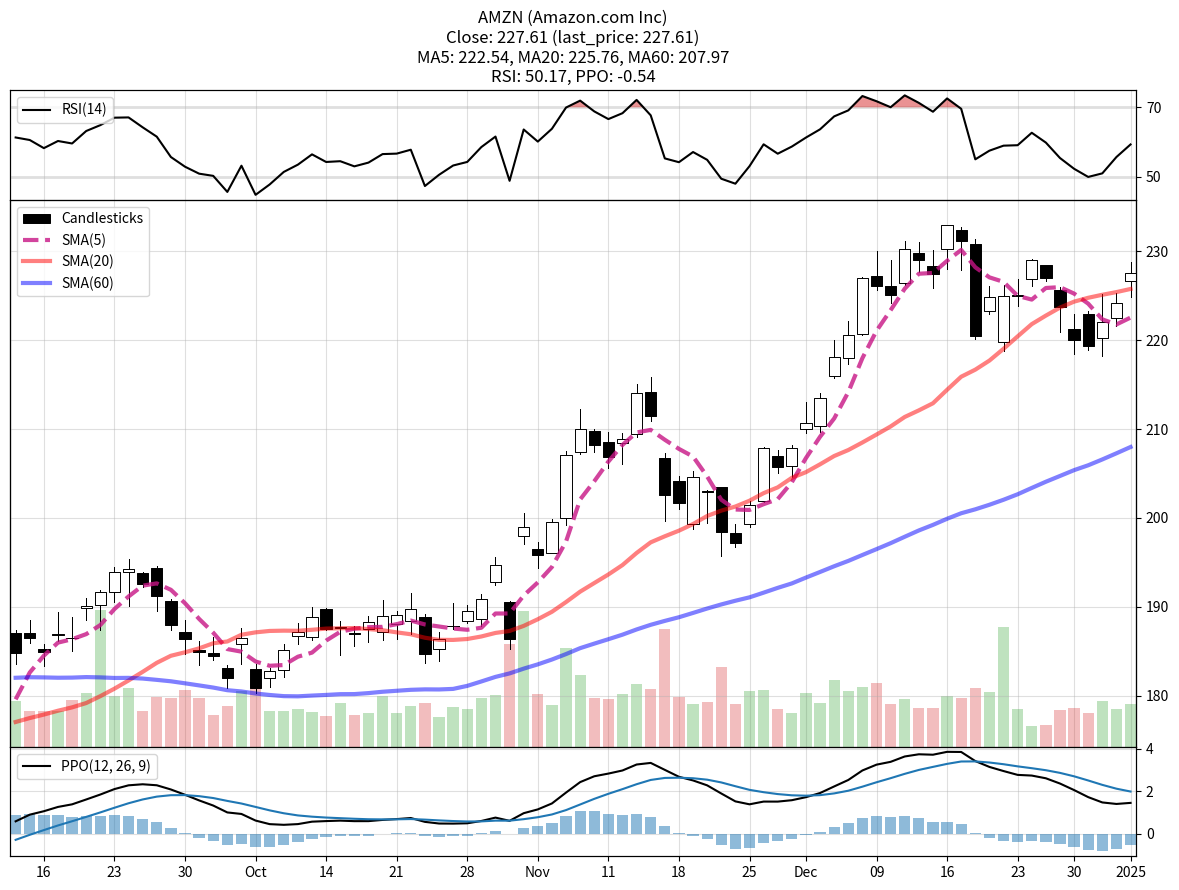 AMZN (Amazon.com Inc)
Close: 227.61 (last_price: 227.61)
MA5: 222.54, MA20: 225.76, MA60: 207.97
RSI: 50.17, PPO: -0.54
RSI(14)
70
50
Candlesticks
SMA(5)
SMA(20)
SMA(60)
230
220
210
200
190
180
PPO(12, 26, 9)
4
2
0
16 23 30 Oct 14 21 28 Nov 11 18 25 Dec 09 16 23 30 2025